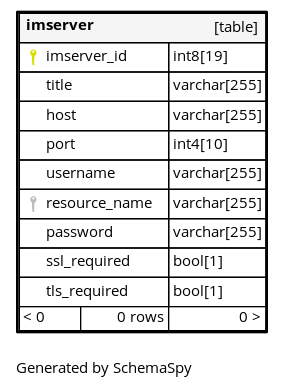 imserver [table]
imserver_id int8[19]
title varchar[255]
host varchar[255]
port int4[10]
username varchar[255]
resource_name varchar[255]
password varchar[255]
ssl_required bool[1]
tls_required bool[1]
< 0 0 rows 0 >
Generated by SchemaSpy